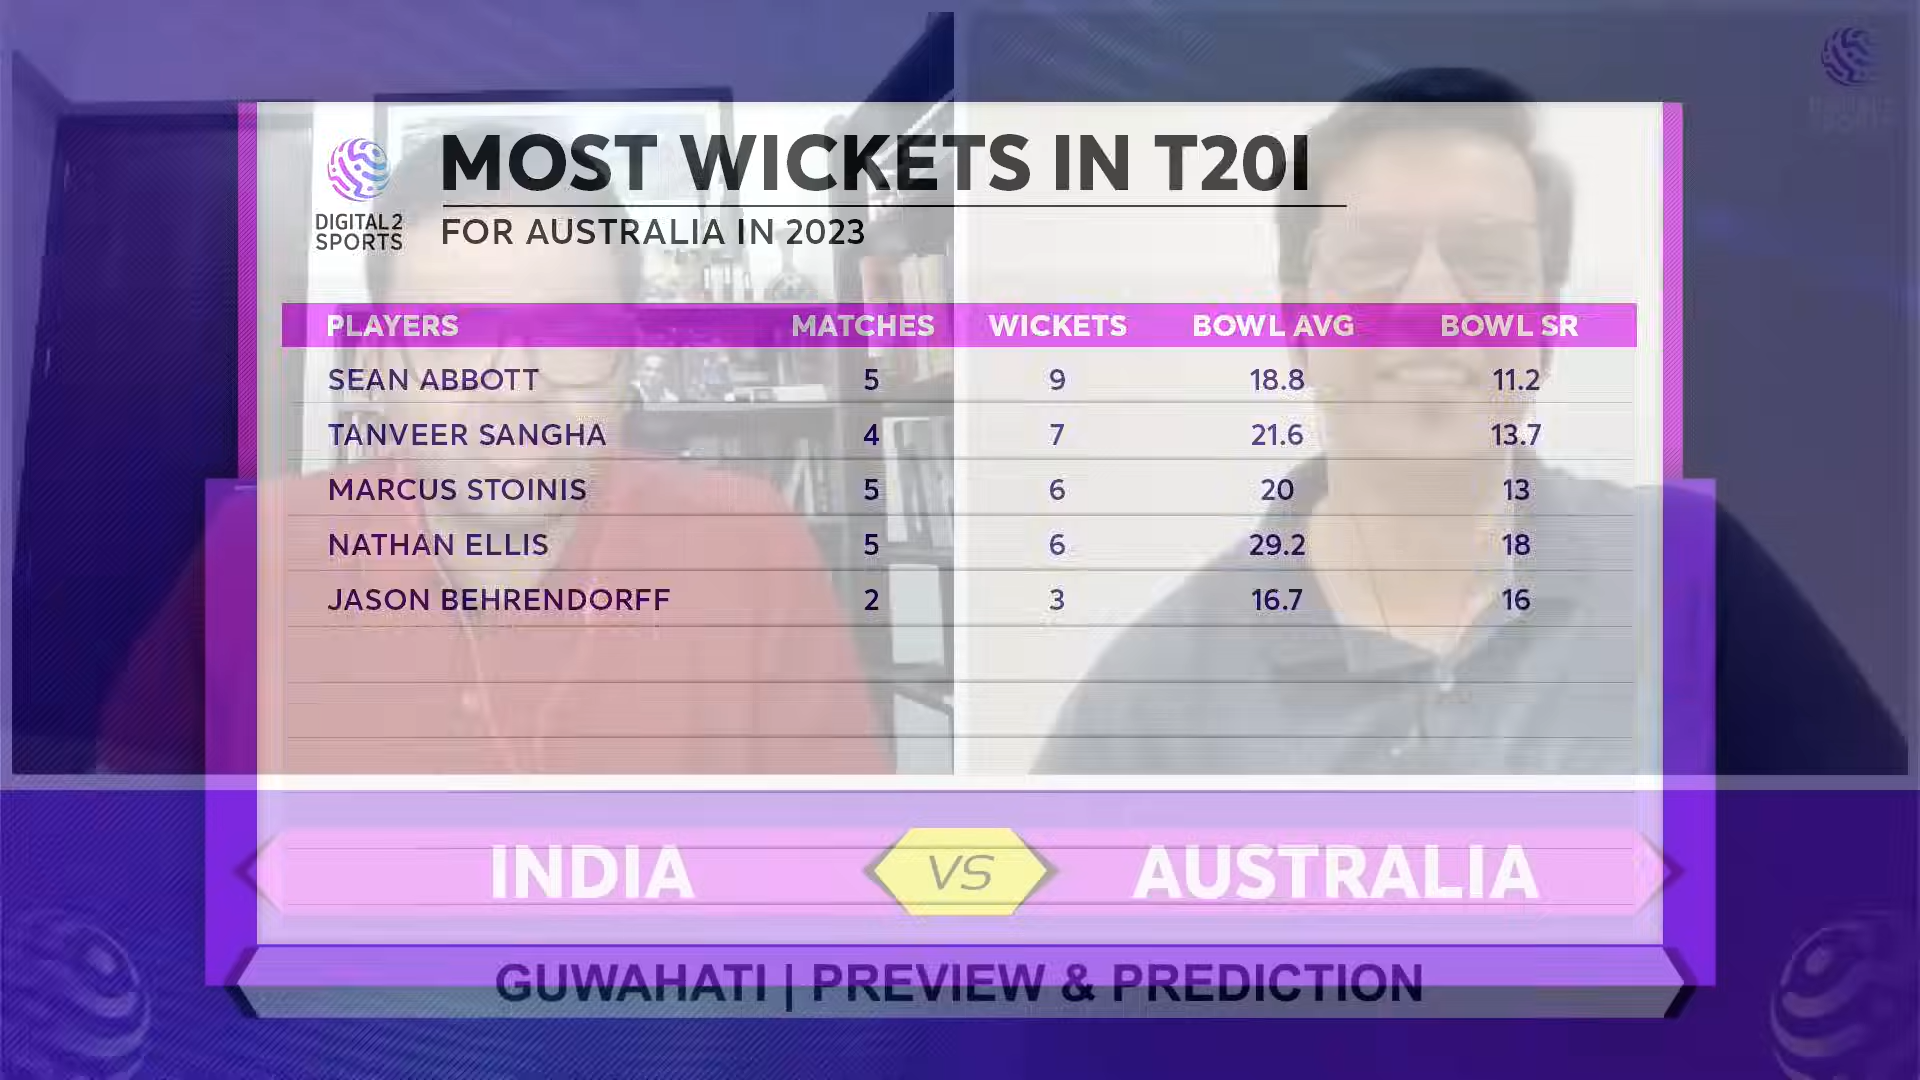 MOST WICKETS IN T20I
DIGITAL2
SPORTS
FOR AUSTRALIA IN 2023
PLAYERS MATCHES WICKETS BOWL AVG BOWL SR
SEAN ABBOTT 5 9 18.8 11.2
TANVEER SANGHA 4 7 21.6 13.7
MARCUS STOINIS 5 6 20 13
NATHAN ELLIS 5 6 29.2 18
JASON BEHRENDORFF 2 3 16.7 16
INDIA VS AUSTRALIA
GUWAHATI | PREVIEW & PREDICTION